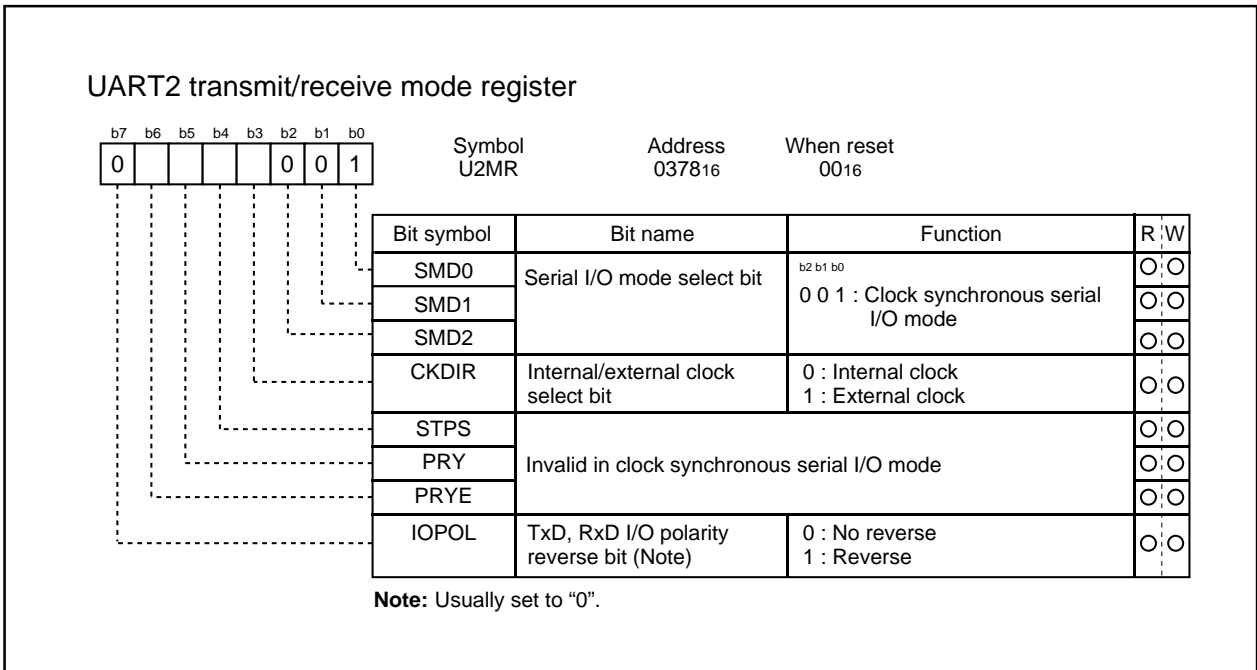 UART2 transmit/receive mode register
b7 b6 b5 b4 b3 b2 b1 b0
0 0 0 1
Symbol Address When reset
U2MR 037816 0016
Bit symbol Bit name Function R W
SMD0 Serial I/O mode select bit b2 b1 b0
SMD1 0 0 1 : Clock synchronous serial
I/O mode
SMD2
CKDIR Internal/external clock 0 : Internal clock
select bit 1 : External clock
STPS
PRY Invalid in clock synchronous serial I/O mode
PRYE
IOPOL TxD, RxD I/O polarity 0 : No reverse
reverse bit (Note) 1 : Reverse
Note: Usually set to “0”.